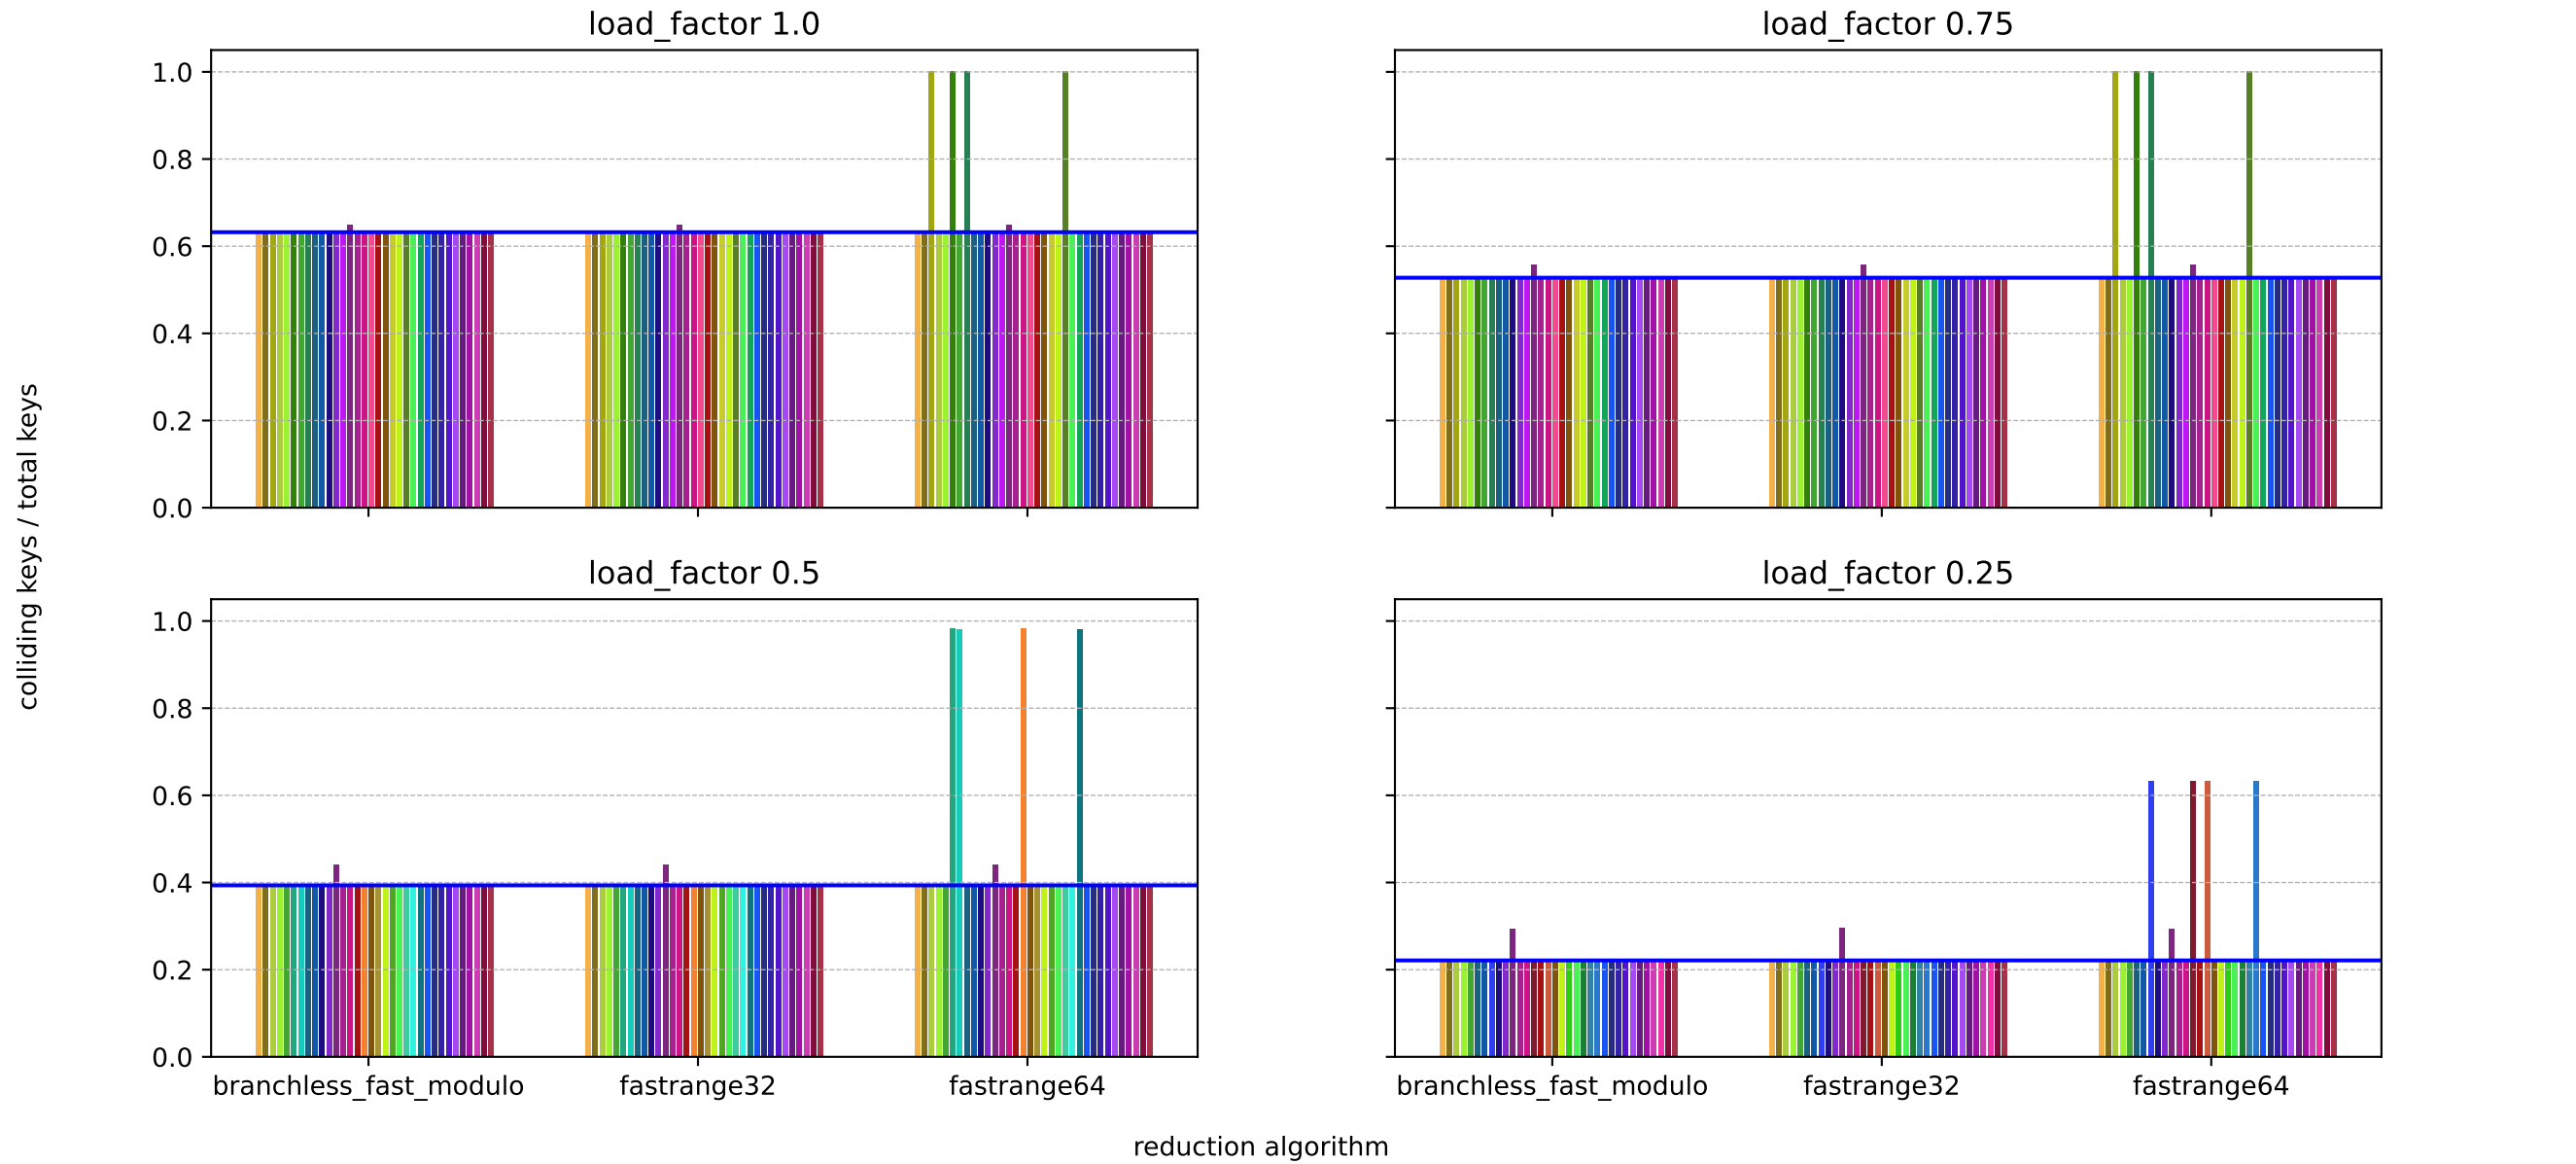 load_factor 1.0
load_factor 0.75
1.0
0.8
0.6
0.4
0.2
0.0
colliding keys / total keys
load_factor 0.5
load_factor 0.25
1.0
0.8
0.6
0.4
0.2
0.0
branchless_fast_modulo
fastrange32
fastrange64
branchless_fast_modulo
fastrange32
fastrange64
reduction algorithm